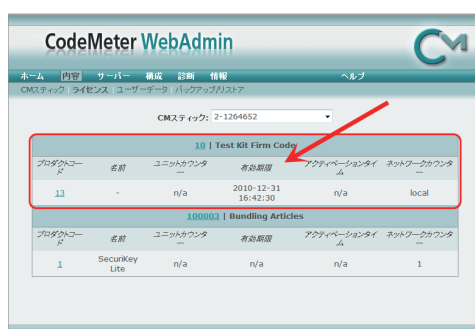 CodeMeter WebAdmin
CM
ホーム 内容 サーバー 構成 診断 情報 ヘルプ
CMスティック | ライセンス | ユーザーデータ | バックアップ/リストア
CMスティック: 2-1264652
10 | Test Kit Firm Code
プロダクトコード 名前 ユニットカウンター 有効期限 アクティベーションタイム ネットワークカウンター
13 - n/a 2010-12-31 16:42:30 n/a local
100003 | Bundling Articles
プロダクトコード 名前 ユニットカウンター 有効期限 アクティベーションタイム ネットワークカウンター
1 SecuriKey Lite n/a n/a n/a 1